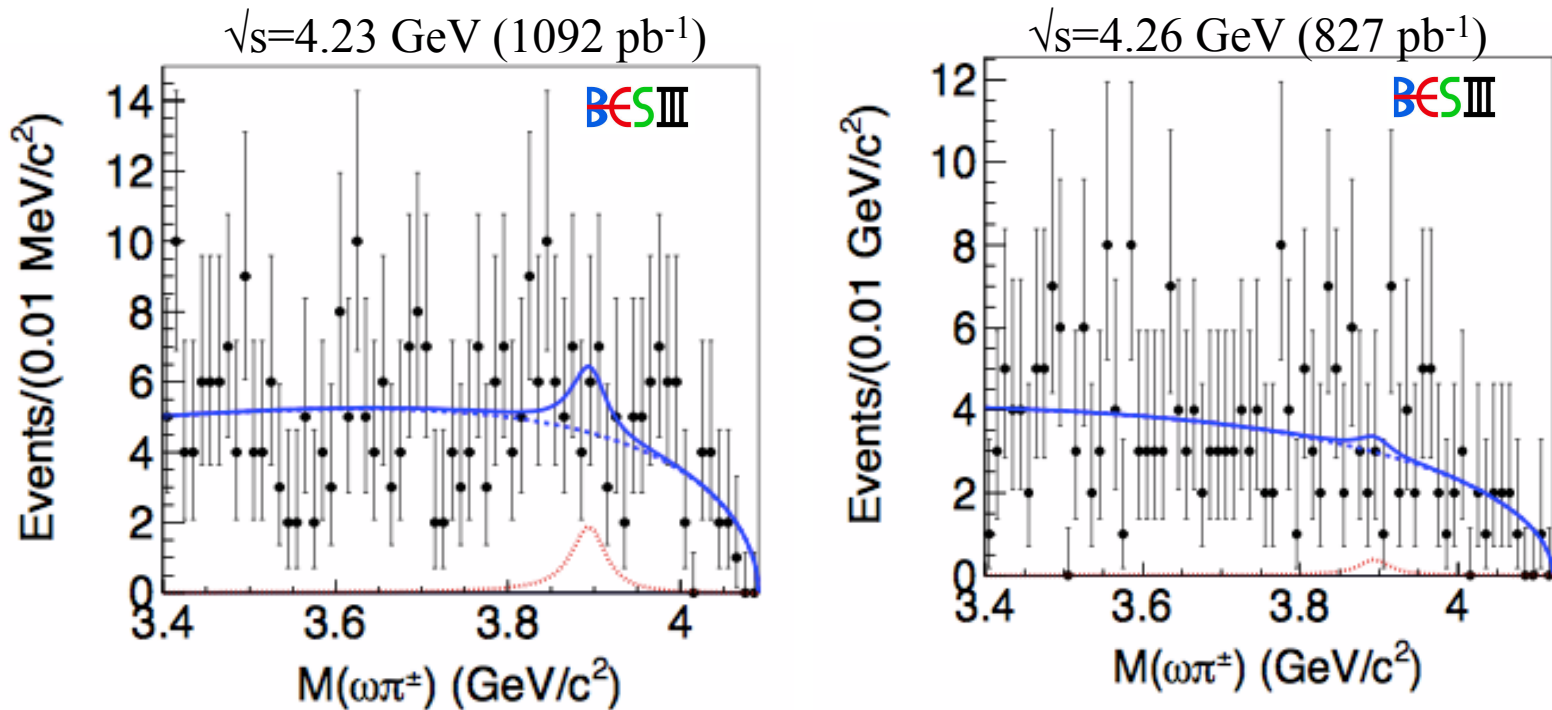 √s=4.23 GeV (1092 pb⁻¹)
BESIII
Events/(0.01 MeV/c²)
14
12
10
8
6
4
2
0
3.4 3.6 3.8 4
M(ωπ±) (GeV/c²)
√s=4.26 GeV (827 pb⁻¹)
BESIII
Events/(0.01 GeV/c²)
12
10
8
6
4
2
0
3.4 3.6 3.8 4
M(ωπ±) (GeV/c²)